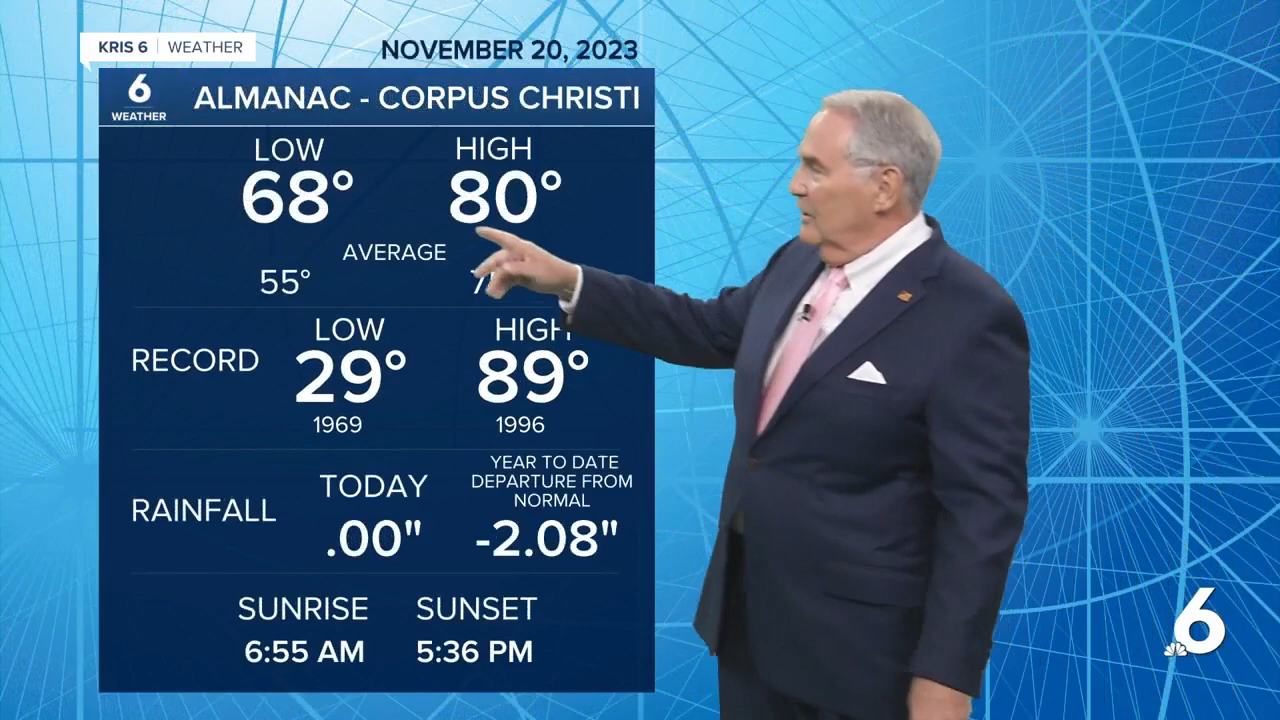 KRIS 6 WEATHER
NOVEMBER 20, 2023
6
WEATHER
ALMANAC - CORPUS CHRISTI
LOW HIGH
68° 80°
AVERAGE
55°
LOW HIGH
RECORD 29° 89°
1969 1996
YEAR TO DATE
DEPARTURE FROM
NORMAL
TODAY
RAINFALL .00" -2.08"
SUNRISE SUNSET
6:55 AM 5:36 PM
6